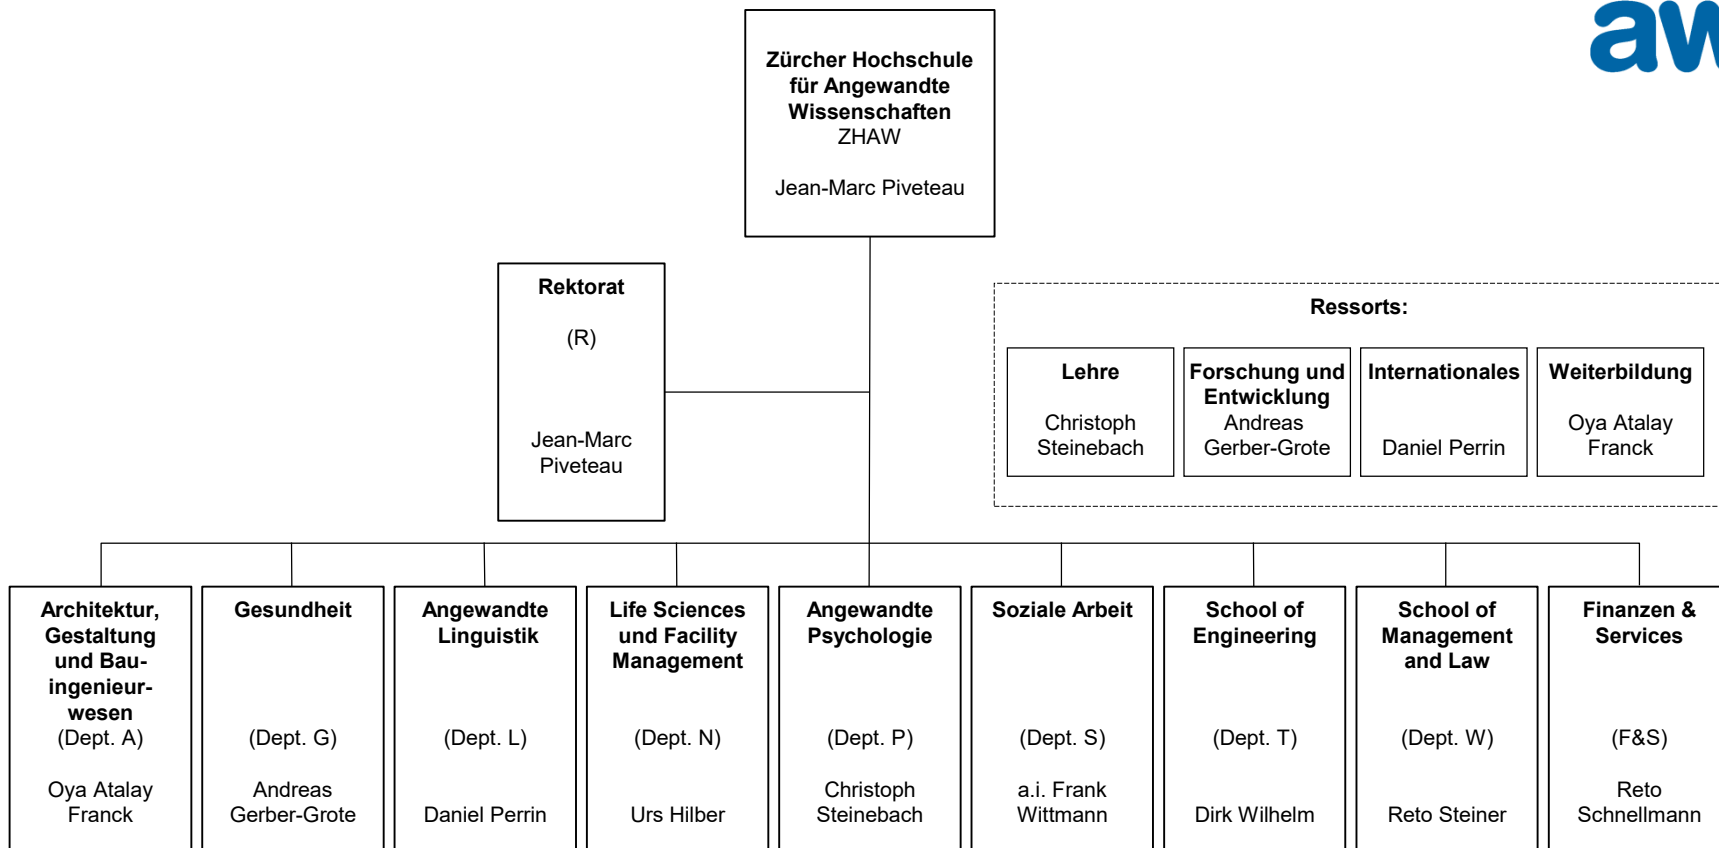 aw
Zürcher Hochschule
für Angewandte
Wissenschaften
ZHAW
Jean-Marc Piveteau
Rektorat
(R)
Jean-Marc
Piveteau
Ressorts:
Lehre
Christoph
Steinebach
Forschung und
Entwicklung
Andreas
Gerber-Grote
Internationales
Daniel Perrin
Weiterbildung
Oya Atalay
Franck
Architektur,
Gestaltung
und Bau-
ingenieur-
wesen
(Dept. A)
Oya Atalay
Franck
Gesundheit
(Dept. G)
Andreas
Gerber-Grote
Angewandte
Linguistik
(Dept. L)
Daniel Perrin
Life Sciences
und Facility
Management
(Dept. N)
Urs Hilber
Angewandte
Psychologie
(Dept. P)
Christoph
Steinebach
Soziale Arbeit
(Dept. S)
a.i. Frank
Wittmann
School of
Engineering
(Dept. T)
Dirk Wilhelm
School of
Management
and Law
(Dept. W)
Reto Steiner
Finanzen &
Services
(F&S)
Reto
Schnellmann